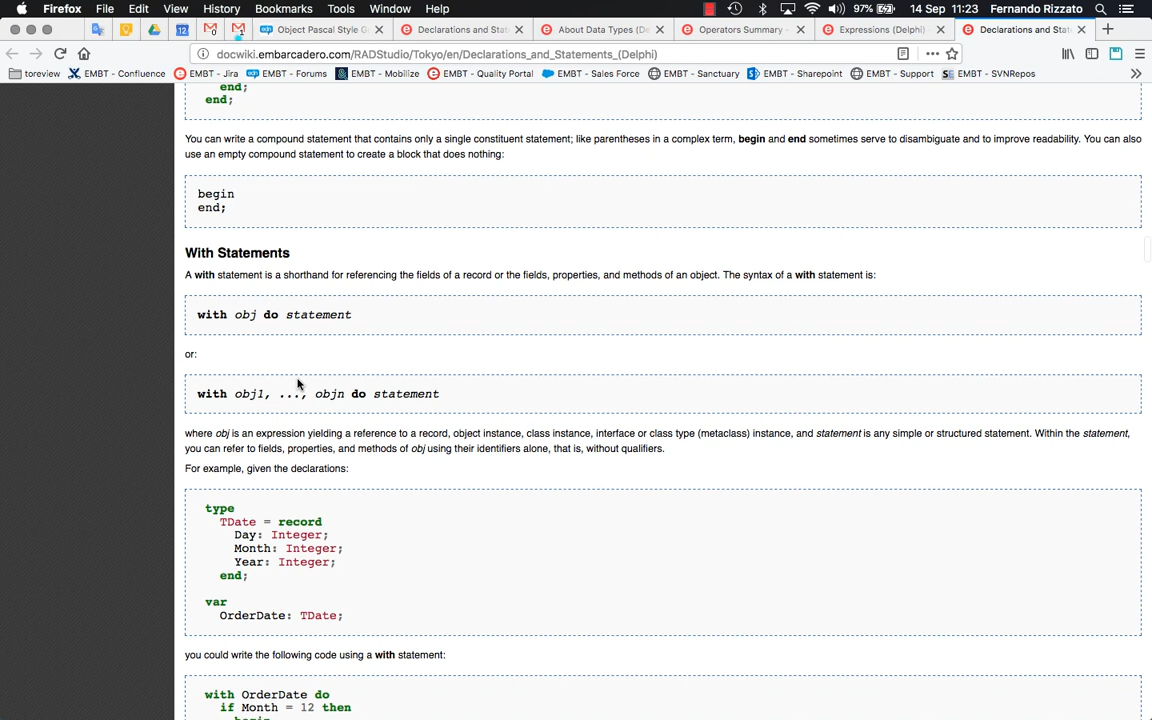 Firefox File Edit View History Bookmarks Tools Window Help 97% 14 Sep 11:23 Fernando Rizzato
12 1 Object Pascal Style G Declarations and Stat About Data Types (De Operators Summary - Expressions (Delphi) Declarations and State
docwiki.embarcadero.com/RADStudio/Tokyo/en/Declarations_and_Statements_(Delphi)
toreview EMBT - Confluence EMBT - Jira EMBT - Forums EMBT - Mobilize EMBT - Quality Portal EMBT - Sales Force EMBT - Sanctuary EMBT - Sharepoint EMBT - Support EMBT - SVNRepos
end;
end;
You can write a compound statement that contains only a single constituent statement; like parentheses in a complex term, begin and end sometimes serve to disambiguate and to improve readability. You can also
use an empty compound statement to create a block that does nothing:
begin
end;
With Statements
A with statement is a shorthand for referencing the fields of a record or the fields, properties, and methods of an object. The syntax of a with statement is:
with obj do statement
or:
with obj1, ..., objn do statement
where obj is an expression yielding a reference to a record, object instance, class instance, interface or class type (metaclass) instance, and statement is any simple or structured statement. Within the statement,
you can refer to fields, properties, and methods of obj using their identifiers alone, that is, without qualifiers.
For example, given the declarations:
type
TDate = record
Day: Integer;
Month: Integer;
Year: Integer;
end;
var
OrderDate: TDate;
you could write the following code using a with statement:
with OrderDate do
if Month = 12 then
begin